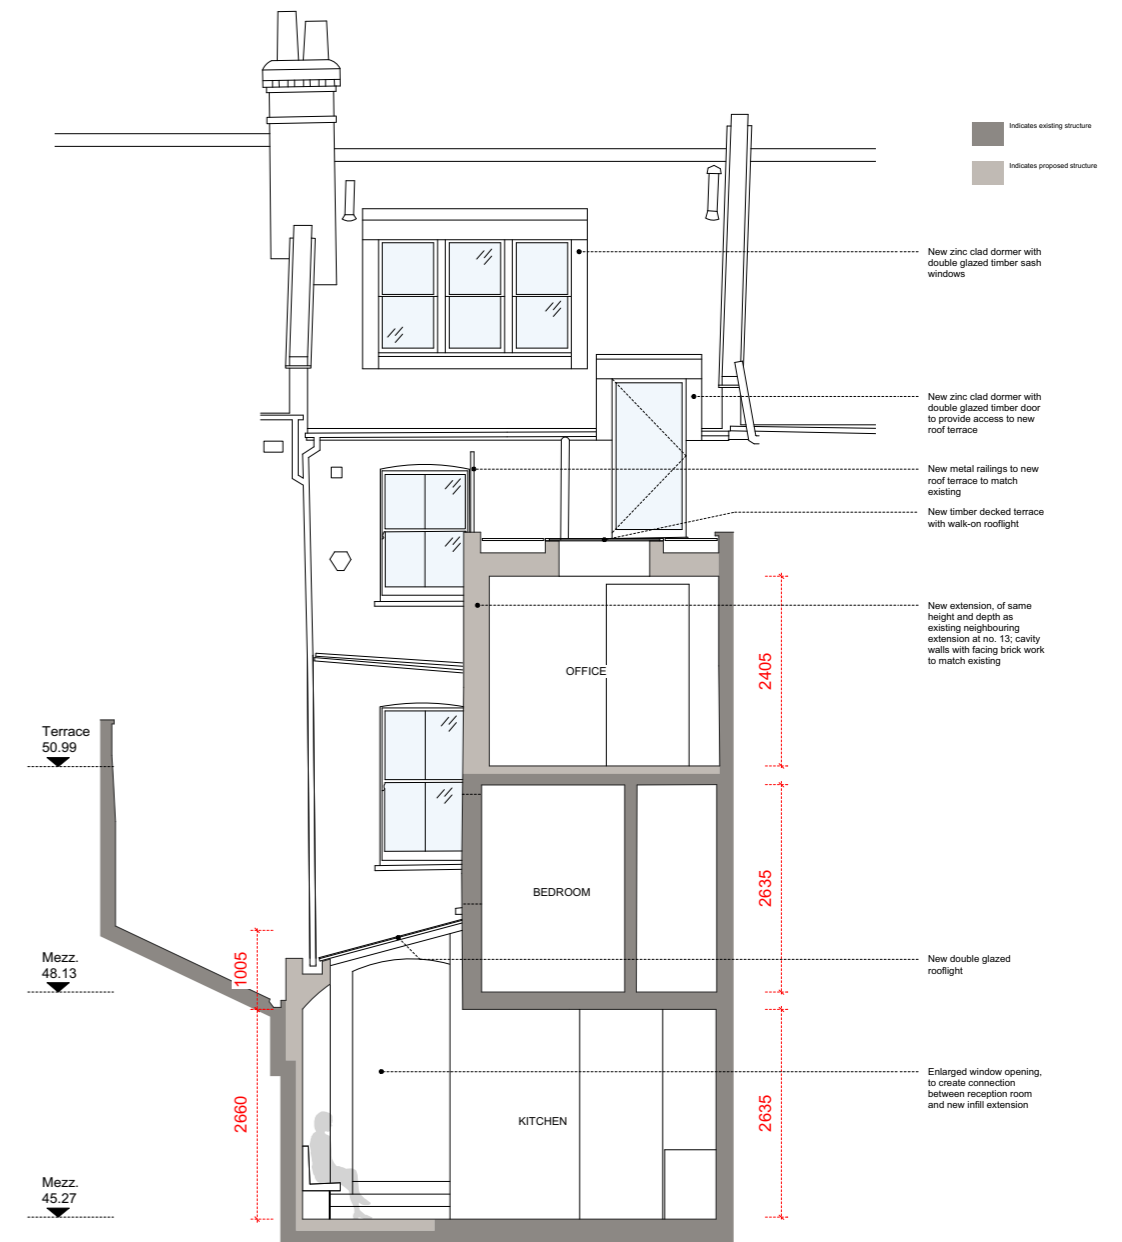 Indicates existing structure
Indicates proposed structure
New zinc clad dormer with
double glazed timber sash
windows
New zinc clad dormer with
double glazed timber door
to provide access to new
roof terrace
New metal railings to new
roof terrace to match
existing
New timber decked terrace
with walk-on rooflight
New extension, of same
height and depth as
existing neighbouring
extension at no. 13; cavity
walls with facing brick work
to match existing
OFFICE
2405
Terrace
50.99
BEDROOM
2635
Mezz.
48.13
1005
New double glazed
rooflight
Enlarged window opening,
to create connection
between reception room
and new infill extension
2660
KITCHEN
2635
Mezz.
45.27